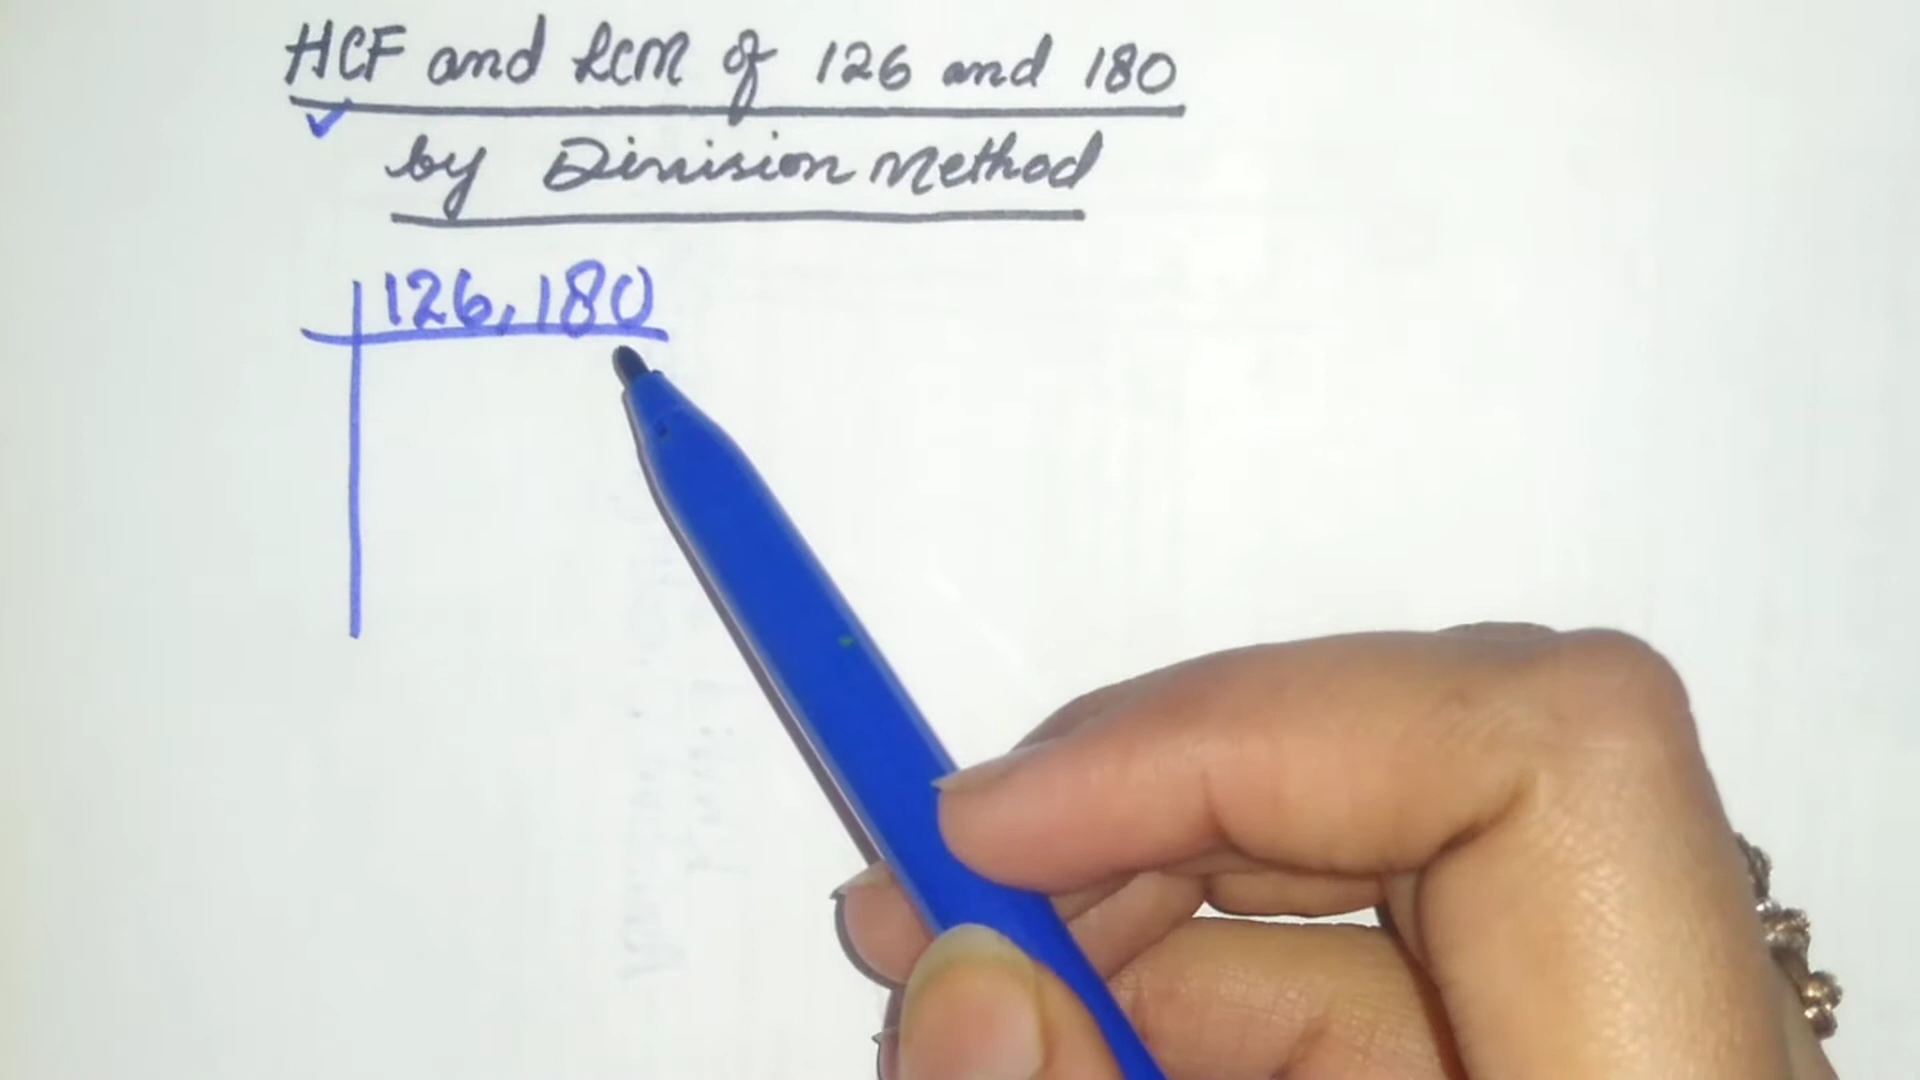 HCF and LCM of 126 and 180
by Division Method
126, 180